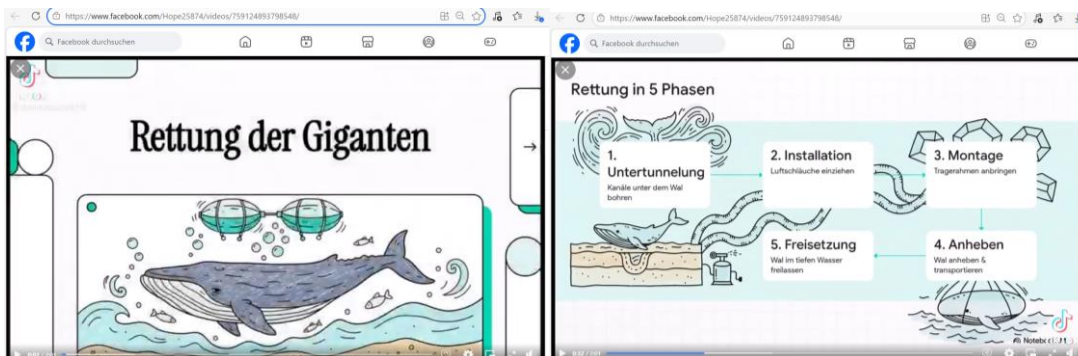 https://www.facebook.com/Hope25874/videos/759124893798548/
Facebook durchsuchen
Rettung der Giganten
https://www.facebook.com/Hope25874/videos/759124893798548/
Facebook durchsuchen
Rettung in 5 Phasen
1.
Untertunnelung
Kanäle unter dem Wal
bohren
2. Installation
Luftschläuche einziehen
3. Montage
Tragerahmen anbringen
4. Anheben
Wal anheben &
transportieren
5. Freisetzung
Wal im tiefen Wasser
freilassen